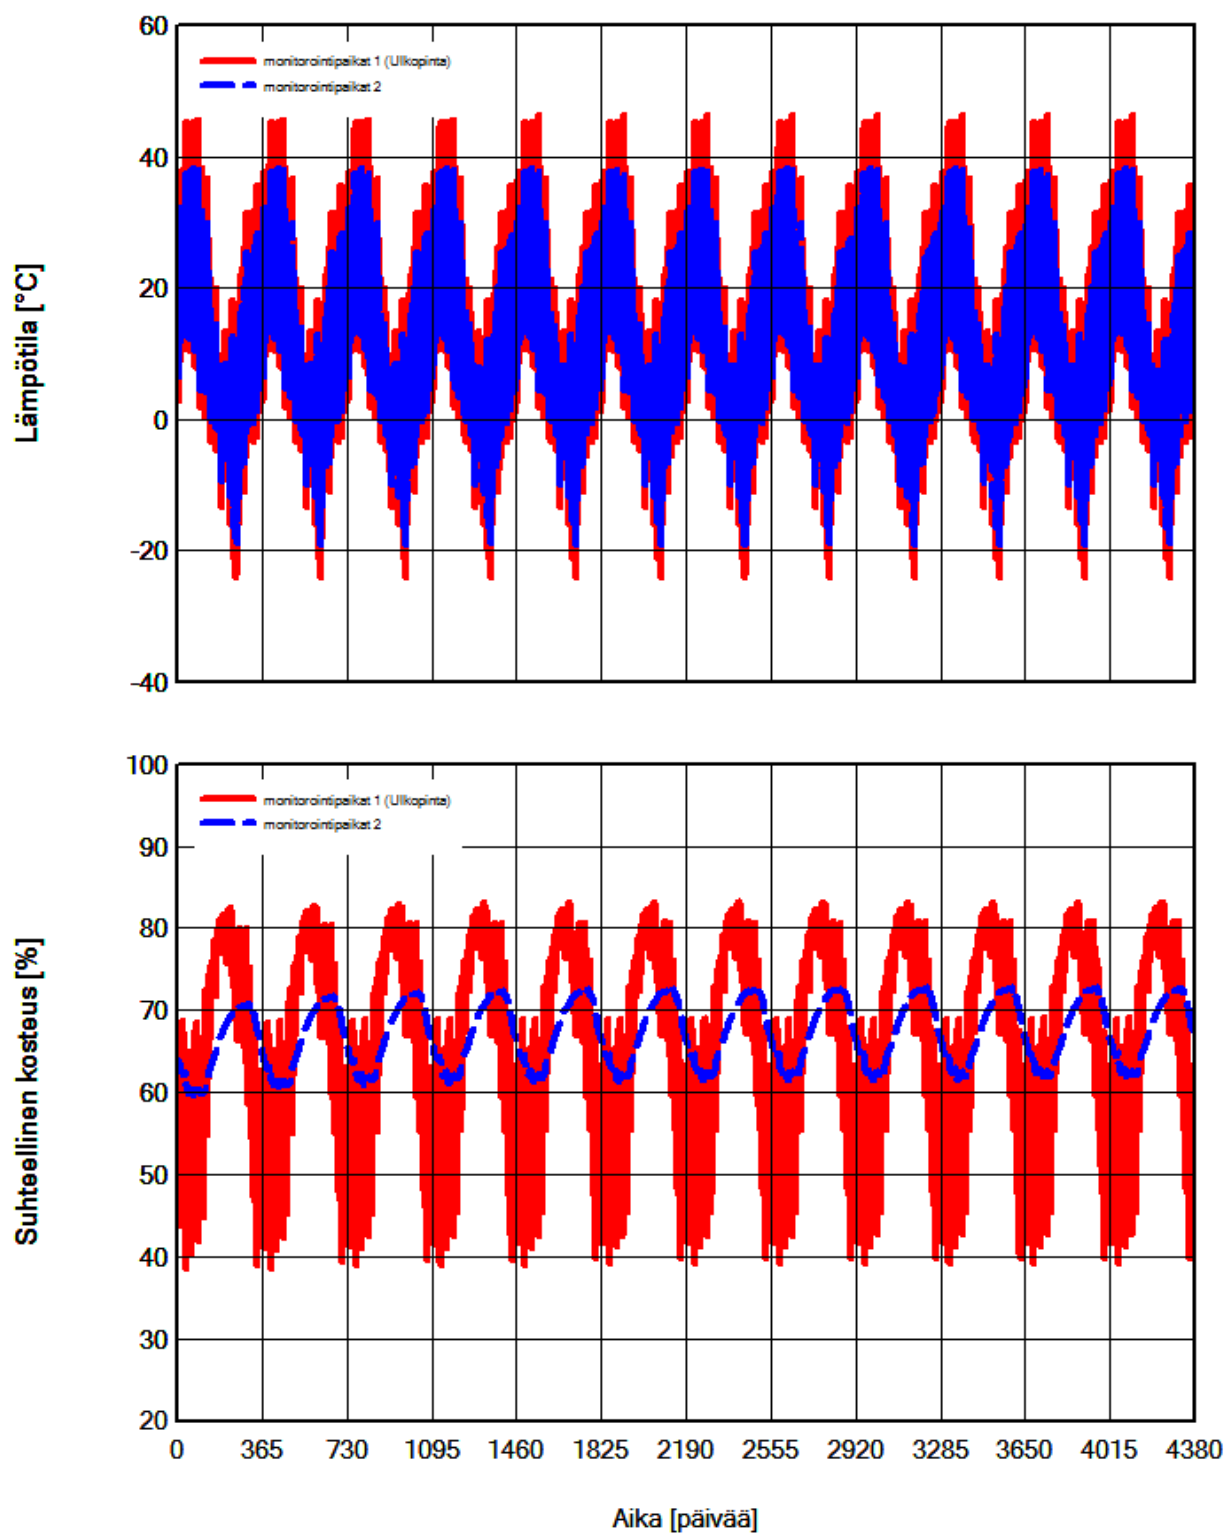 60
monitorointipaikat 1 (Ulkopinta)
monitorointipaikat 2
40
20
0
-20
-40
Lämpötila [°C]
100
monitorointipaikat 1 (Ulkopinta)
monitorointipaikat 2
90
80
70
60
50
40
30
20
Suhteellinen kosteus [%]
0 365 730 1095 1460 1825 2190 2555 2920 3285 3650 4015 4380
Aika [päivää]